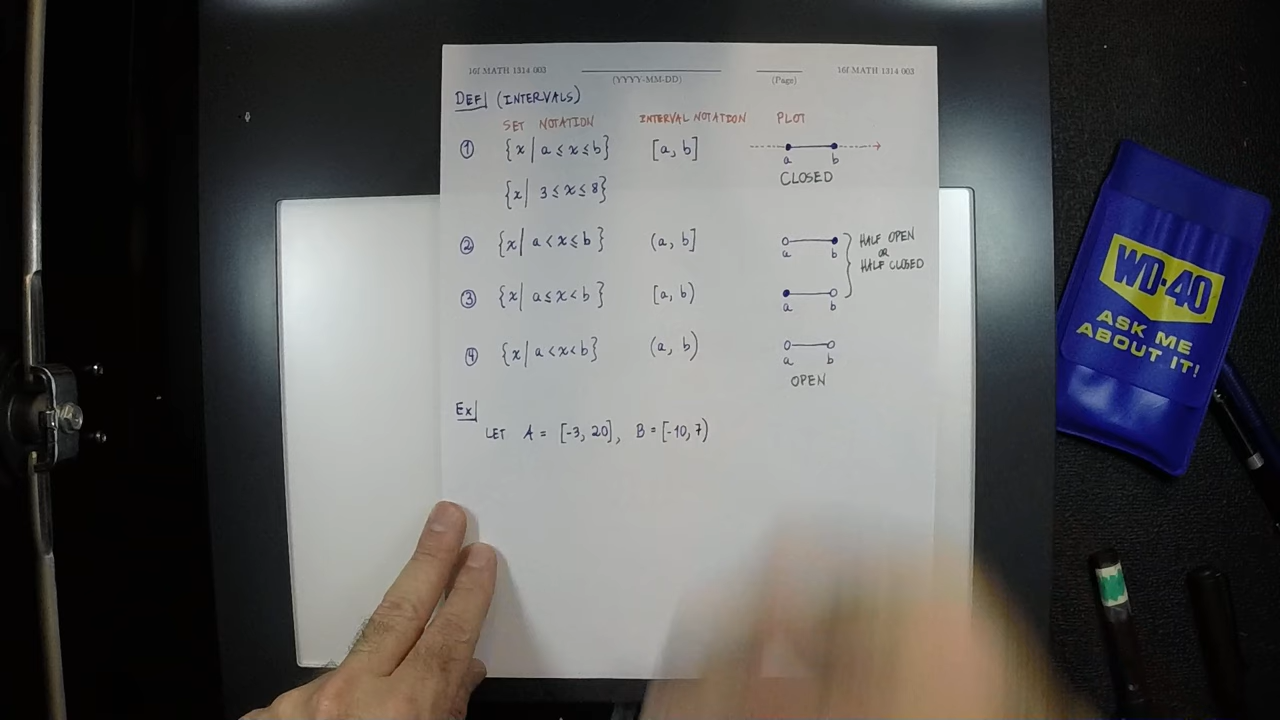 16f MATH 1314 003 (YYYY-MM-DD) (Page) 16f MATH 1314 003
DEF (INTERVALS)
SET NOTATION INTERVAL NOTATION PLOT
① {x | a ≤ x ≤ b} [a, b] a b
CLOSED
{x | 3 ≤ x ≤ 8}
② {x | a < x ≤ b} (a, b] a b
HALF OPEN
OR
HALF CLOSED
③ {x | a ≤ x < b} [a, b) a b
④ {x | a < x < b} (a, b) a b
OPEN
Ex
LET A = [-3, 20], B = [-10, 7)
WD-40
ASK ME
ABOUT IT!